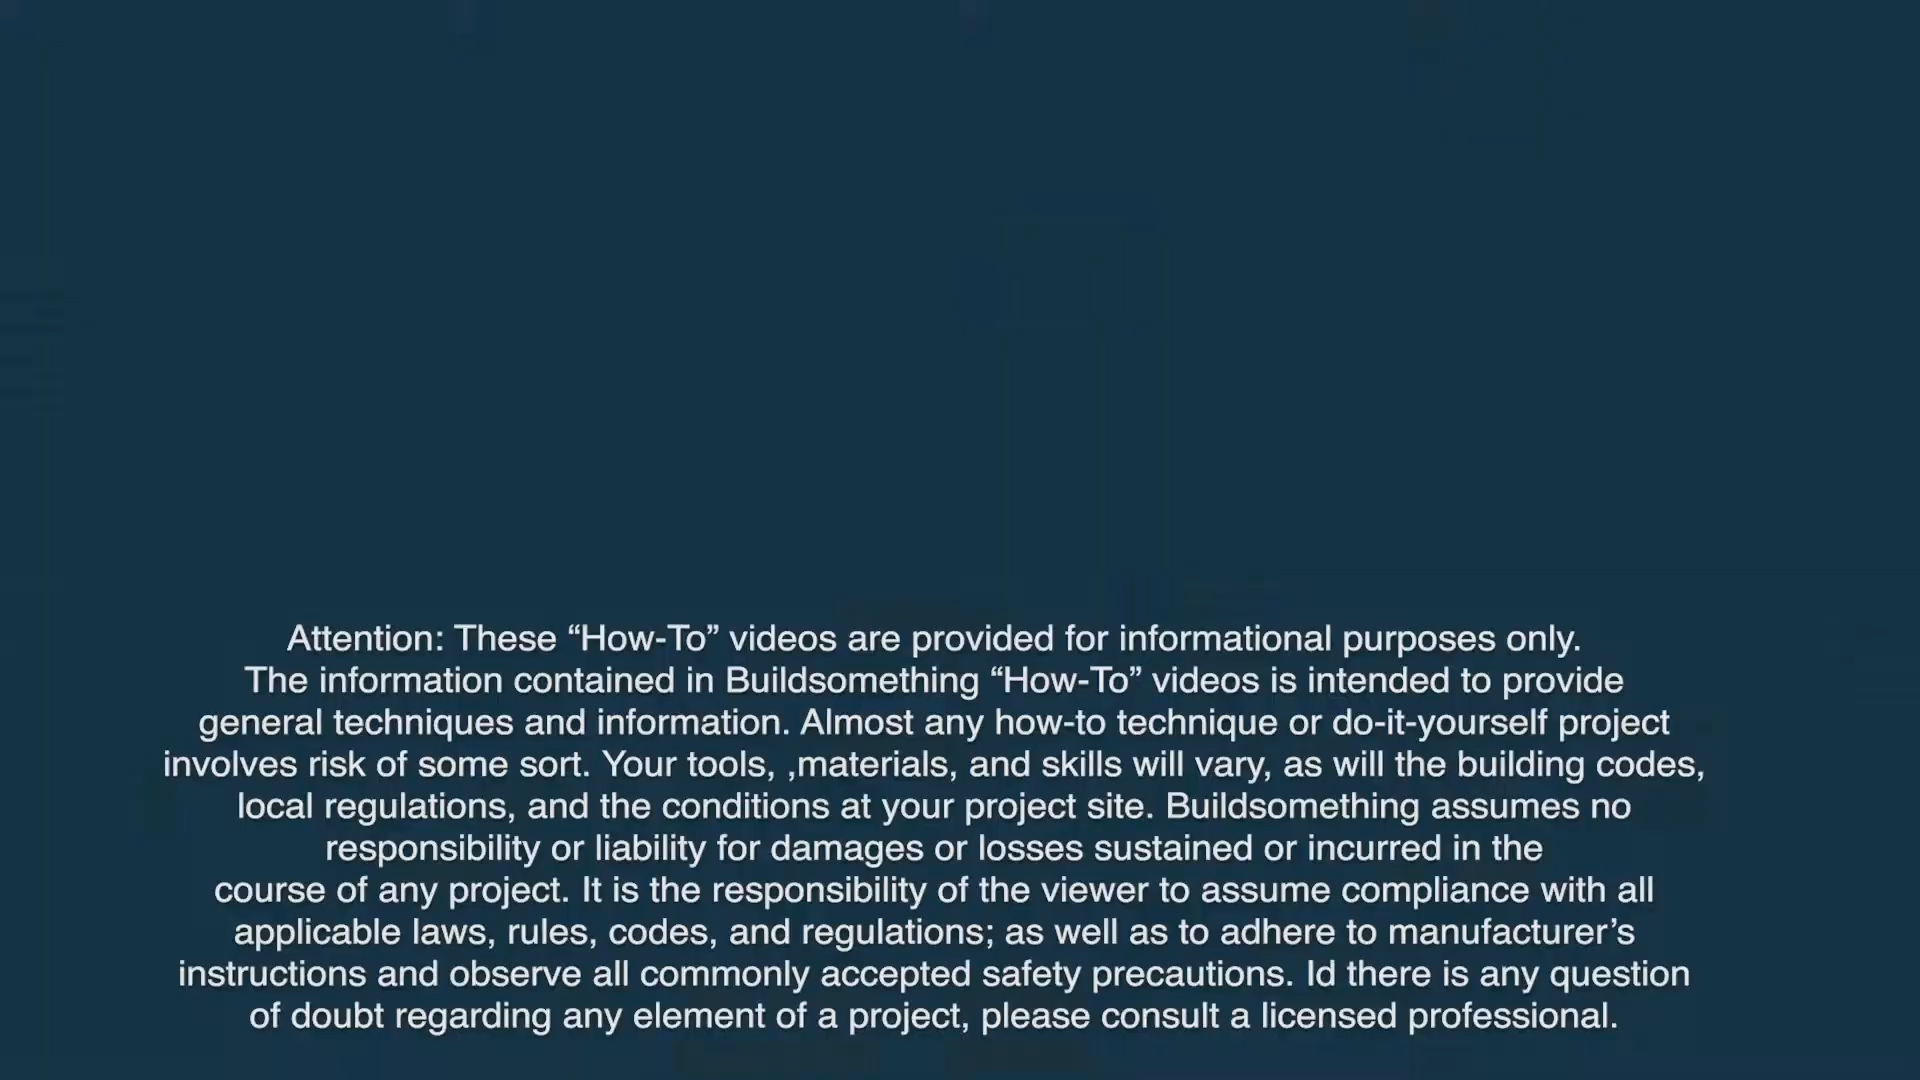 Attention: These “How-To” videos are provided for informational purposes only.
The information contained in Buildsomething “How-To” videos is intended to provide
general techniques and information. Almost any how-to technique or do-it-yourself project
involves risk of some sort. Your tools, ,materials, and skills will vary, as will the building codes,
local regulations, and the conditions at your project site. Buildsomething assumes no
responsibility or liability for damages or losses sustained or incurred in the
course of any project. It is the responsibility of the viewer to assume compliance with all
applicable laws, rules, codes, and regulations; as well as to adhere to manufacturer’s
instructions and observe all commonly accepted safety precautions. Id there is any question
of doubt regarding any element of a project, please consult a licensed professional.